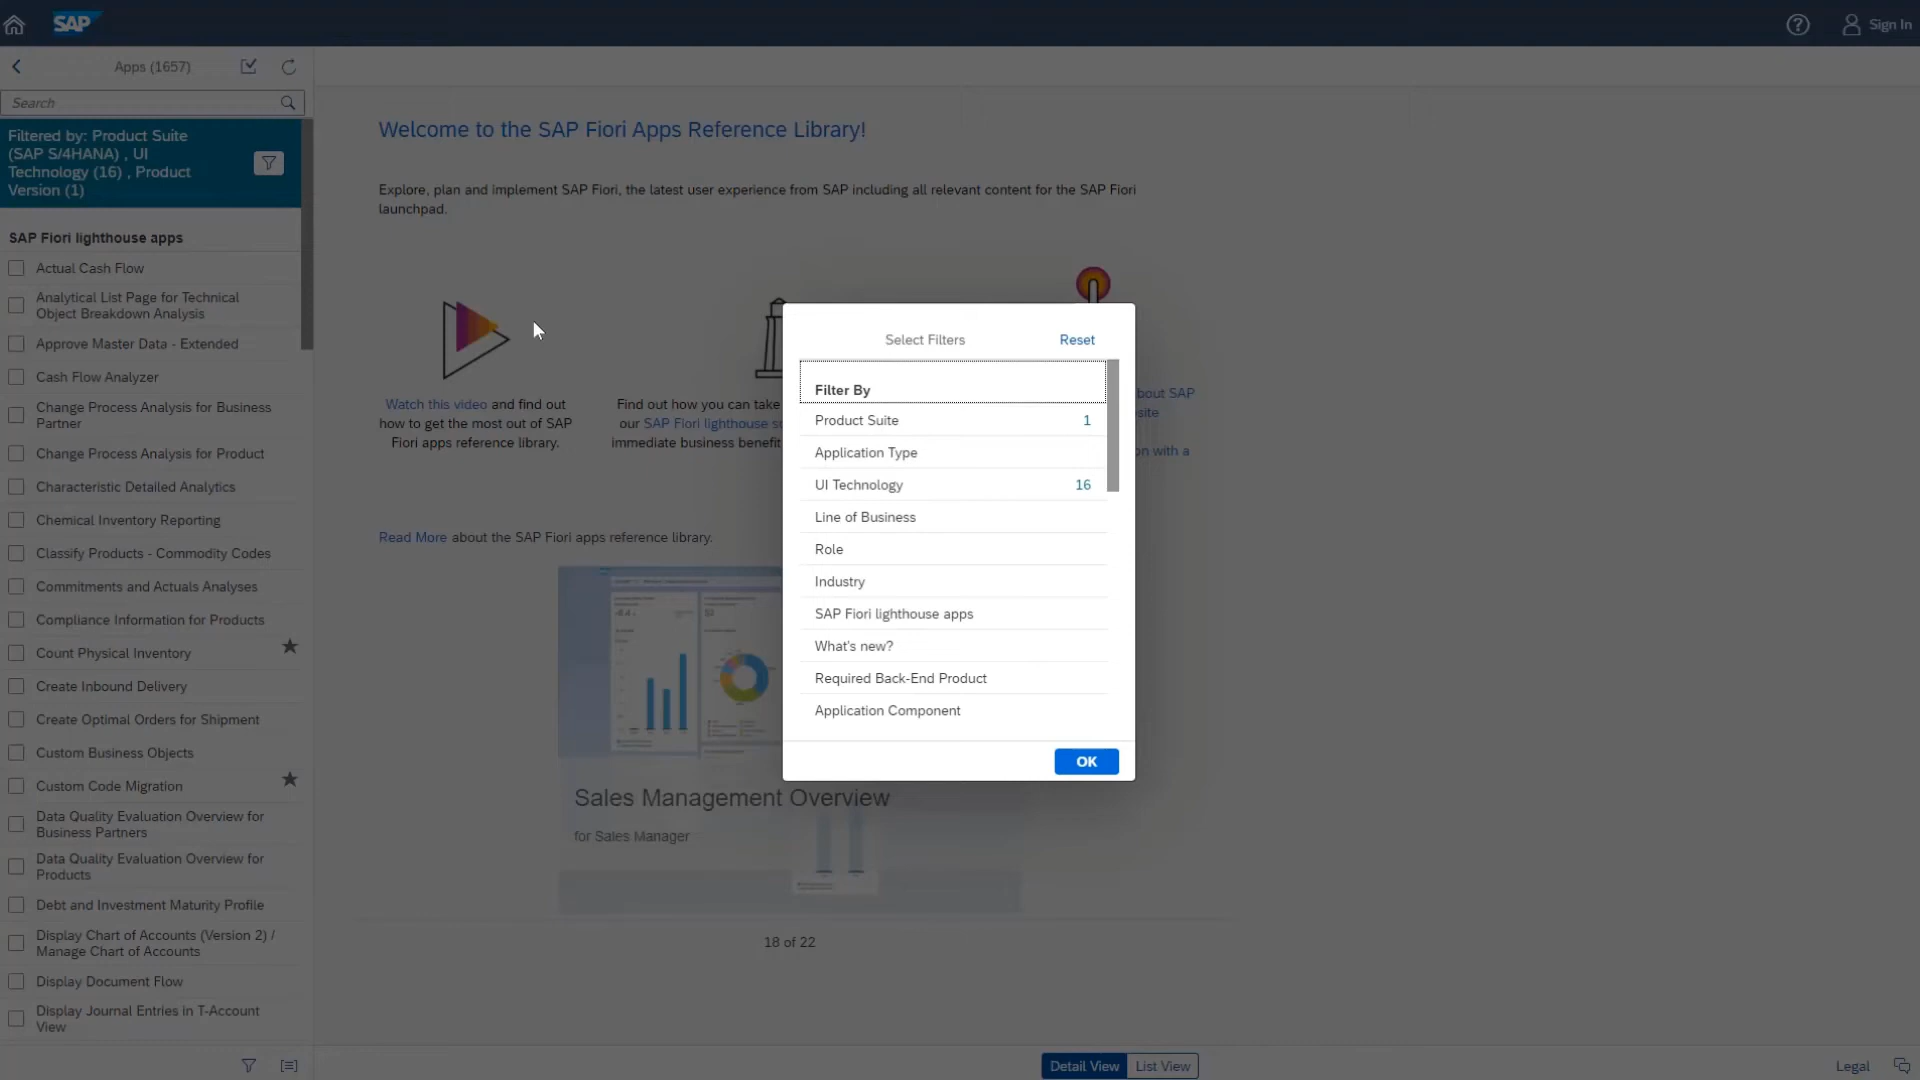 SAP
Sign In
Apps (1657)
Search
Filtered by: Product Suite
(SAP S/4HANA) , UI
Technology (16) , Product
Version (1)
SAP Fiori lighthouse apps
Actual Cash Flow
Analytical List Page for Technical
Object Breakdown Analysis
Approve Master Data - Extended
Cash Flow Analyzer
Change Process Analysis for Business
Partner
Change Process Analysis for Product
Characteristic Detailed Analytics
Chemical Inventory Reporting
Classify Products - Commodity Codes
Commitments and Actuals Analyses
Compliance Information for Products
Count Physical Inventory
Create Inbound Delivery
Create Optimal Orders for Shipment
Custom Business Objects
Custom Code Migration
Data Quality Evaluation Overview for
Business Partners
Data Quality Evaluation Overview for
Products
Debt and Investment Maturity Profile
Display Chart of Accounts (Version 2) /
Manage Chart of Accounts
Display Document Flow
Display Journal Entries in T-Account
View
Welcome to the SAP Fiori Apps Reference Library!
Explore, plan and implement SAP Fiori, the latest user experience from SAP including all relevant content for the SAP Fiori
launchpad.
Watch this video and find out
how to get the most out of SAP
Fiori apps reference library.
Find out how you can take
our SAP Fiori lighthouse
immediate business benefit
bout SAP
site
on with a
Read More about the SAP Fiori apps reference library.
Sales Management Overview
for Sales Manager
18 of 22
Select Filters
Reset
Filter By
Product Suite 1
Application Type
UI Technology 16
Line of Business
Role
Industry
SAP Fiori lighthouse apps
What's new?
Required Back-End Product
Application Component
OK
Detail View
List View
Legal